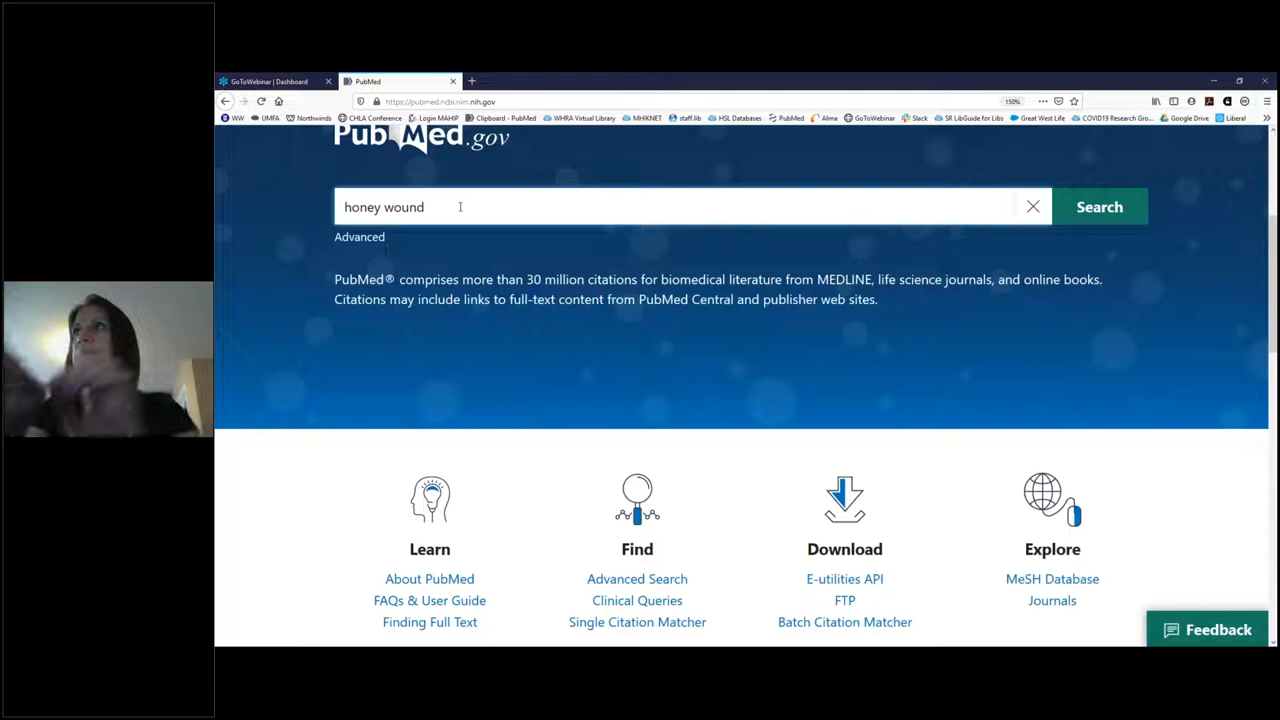 GoToWebinar | Dashboard
PubMed
https://pubmed.ncbi.nlm.nih.gov
150%
WW
UMFA
Northwinds
CHLA Conference
Login MAHIP
Clipboard - PubMed
WHRA Virtual Library
MHIKNET
staff.lib
HSL Databases
PubMed
Alma
GoToWebinar
Slack
SR LibGuide for Libs
Great West Life
COVID19 Research Gro...
Google Drive
Liberal
PubMed.gov
honey wound
Search
Advanced
PubMed® comprises more than 30 million citations for biomedical literature from MEDLINE, life science journals, and online books.
Citations may include links to full-text content from PubMed Central and publisher web sites.
Learn
About PubMed
FAQs & User Guide
Finding Full Text
Find
Advanced Search
Clinical Queries
Single Citation Matcher
Download
E-utilities API
FTP
Batch Citation Matcher
Explore
MeSH Database
Journals
Feedback